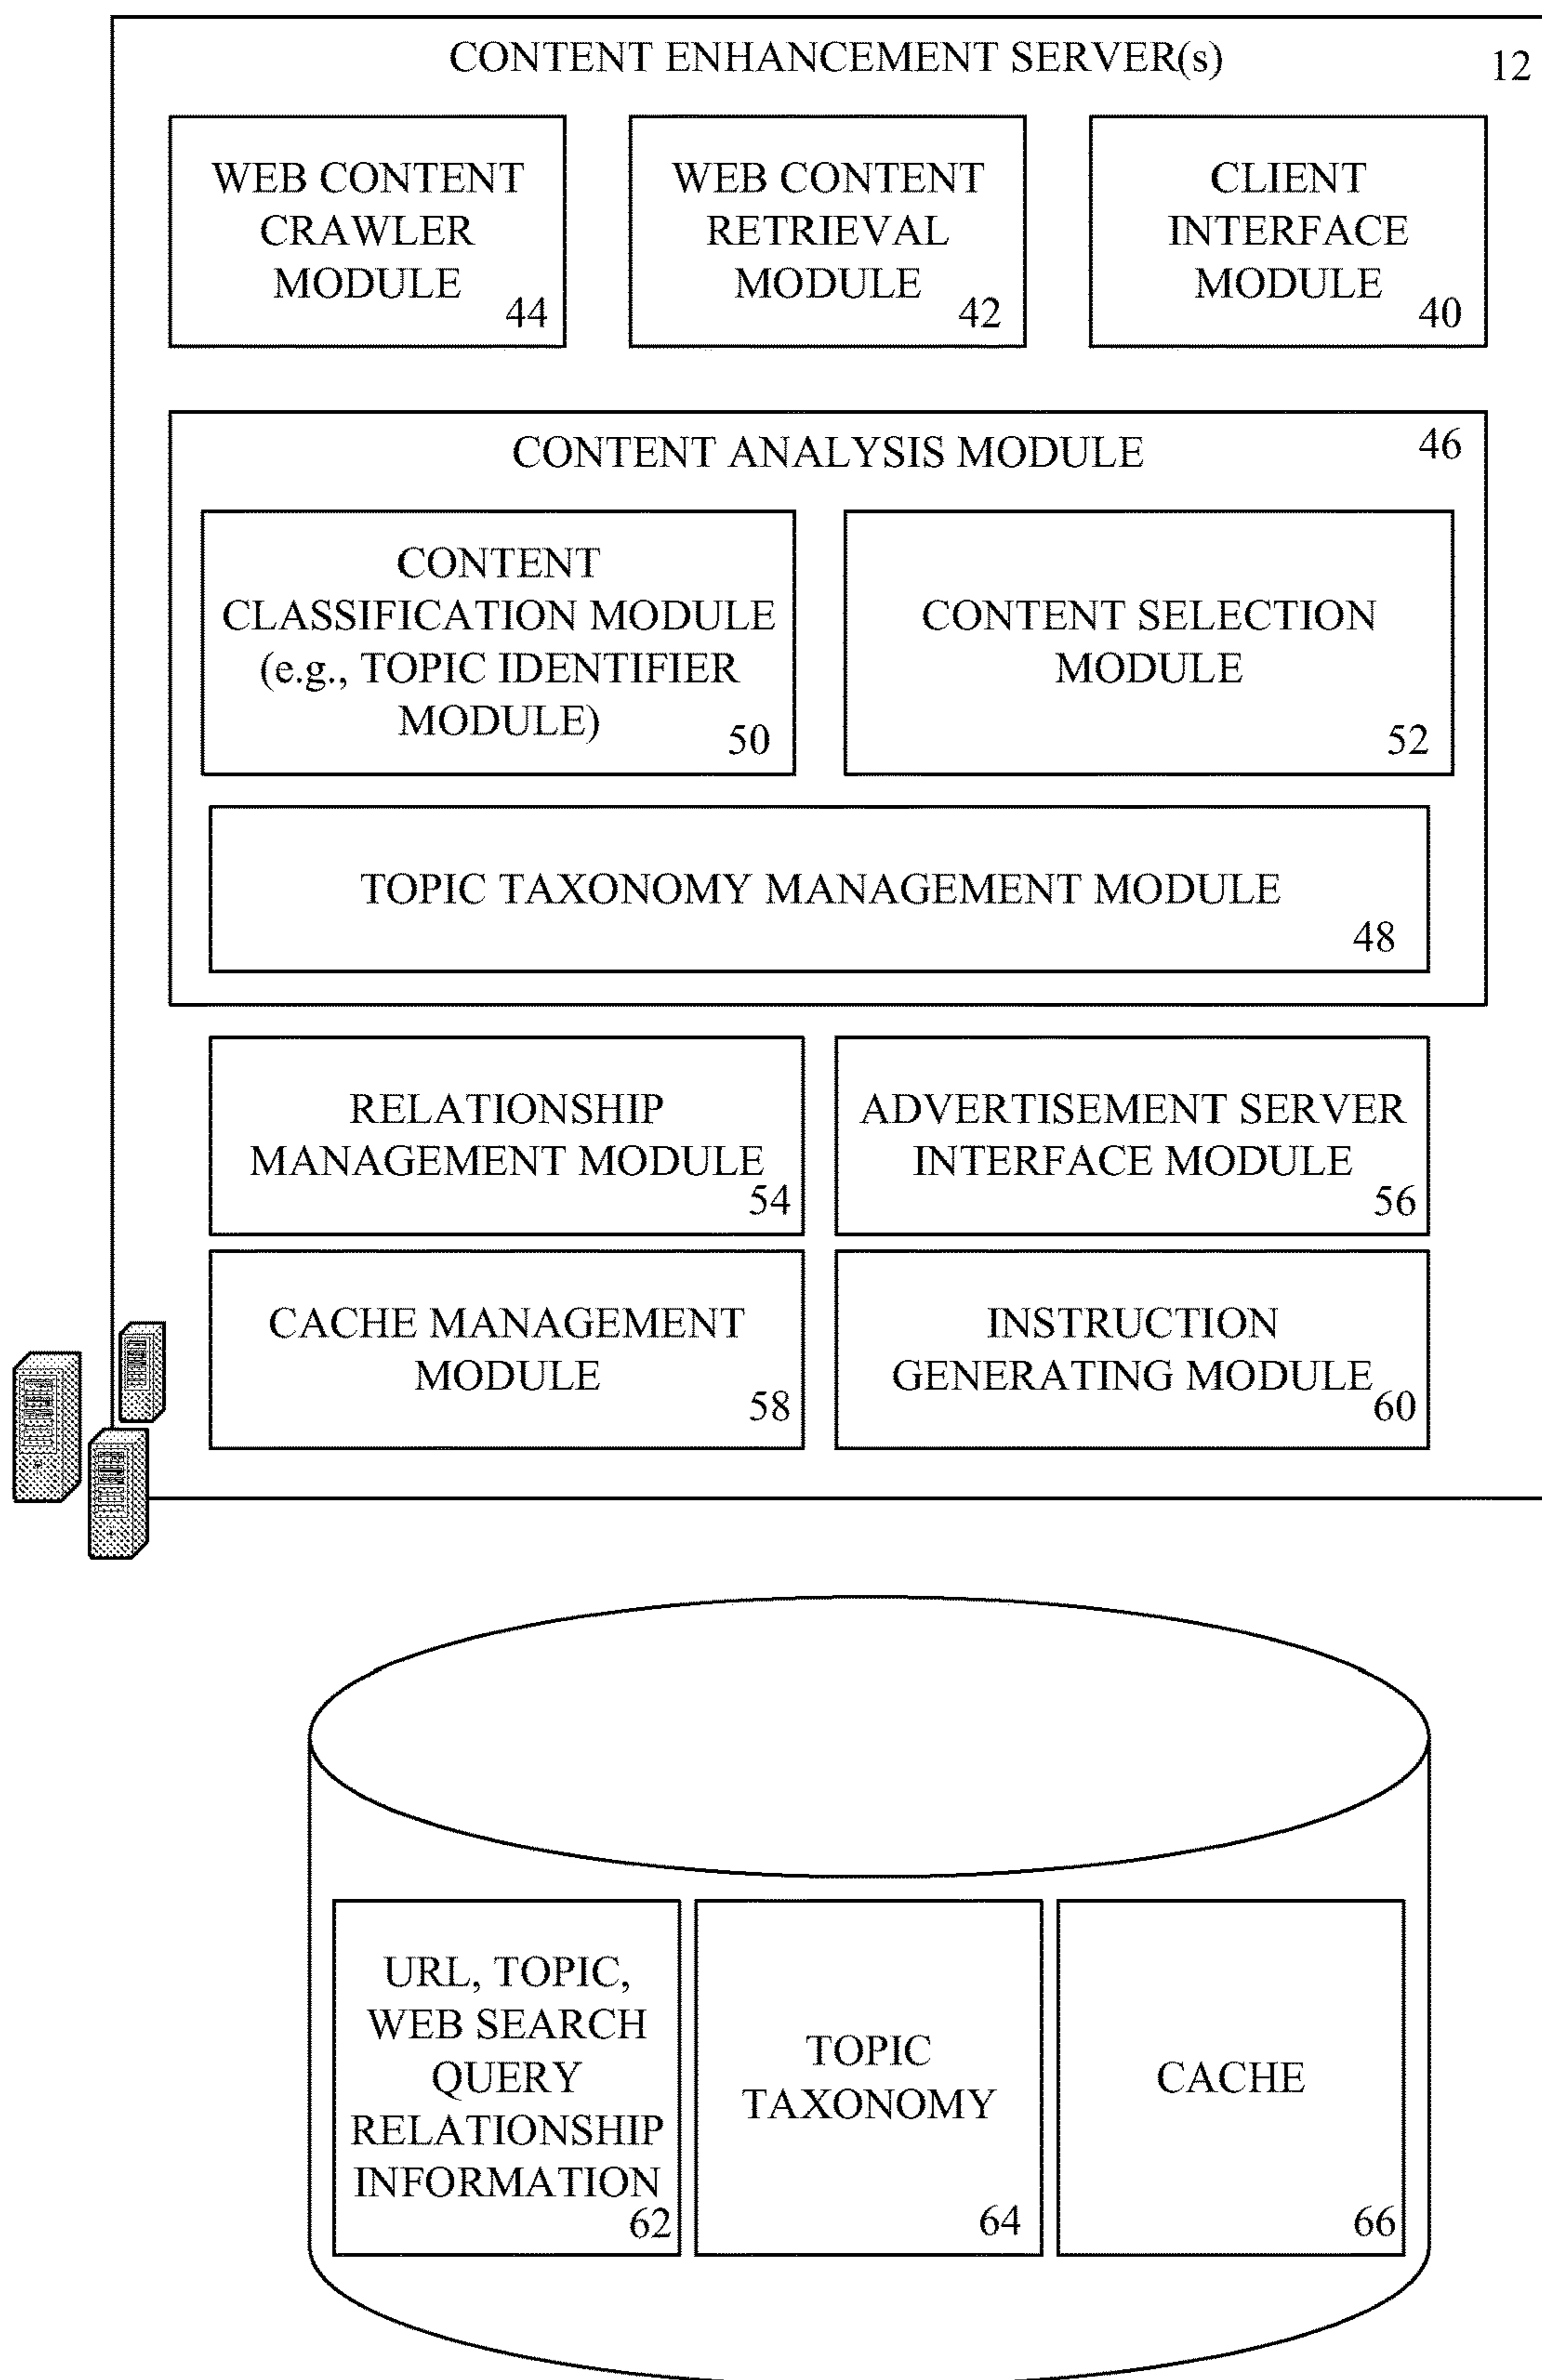 CONTENT ENHANCEMENT SERVER(s)
12
WEB CONTENT
CRAWLER
MODULE
44
WEB CONTENT
RETRIEVAL
MODULE
42
CLIENT
INTERFACE
MODULE
40
CONTENT ANALYSIS MODULE
46
CONTENT
CLASSIFICATION MODULE
(e.g., TOPIC IDENTIFIER
MODULE)
50
CONTENT SELECTION
MODULE
52
TOPIC TAXONOMY MANAGEMENT MODULE
48
RELATIONSHIP
MANAGEMENT MODULE
54
ADVERTISEMENT SERVER
INTERFACE MODULE
56
CACHE MANAGEMENT
MODULE
58
INSTRUCTION
GENERATING MODULE
60
URL, TOPIC,
WEB SEARCH
QUERY
RELATIONSHIP
INFORMATION
62
TOPIC
TAXONOMY
64
CACHE
66